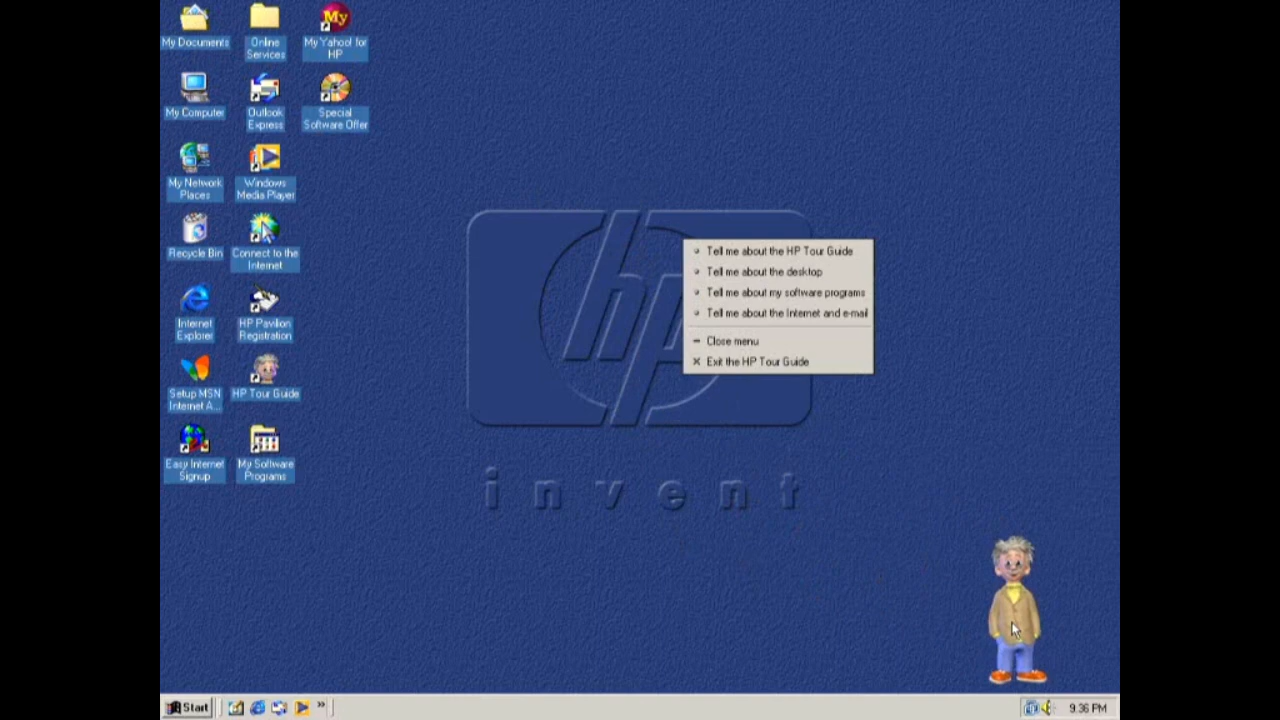 My Documents
Online
Services
My Yahoo! for
HP
My
My Computer
Outlook
Express
Special
Software Offer
My Network
Places
Windows
Media Player
Recycle Bin
Connect to the
Internet
Internet
Explorer
HP Pavilion
Registration
Setup MSN
Internet A...
HP Tour Guide
Easy Internet
Signup
My Software
Programs
hp
invent
Tell me about the HP Tour Guide
Tell me about the desktop
Tell me about my software programs
Tell me about the Internet and e-mail
Close menu
Exit the HP Tour Guide
Start
9:36 PM